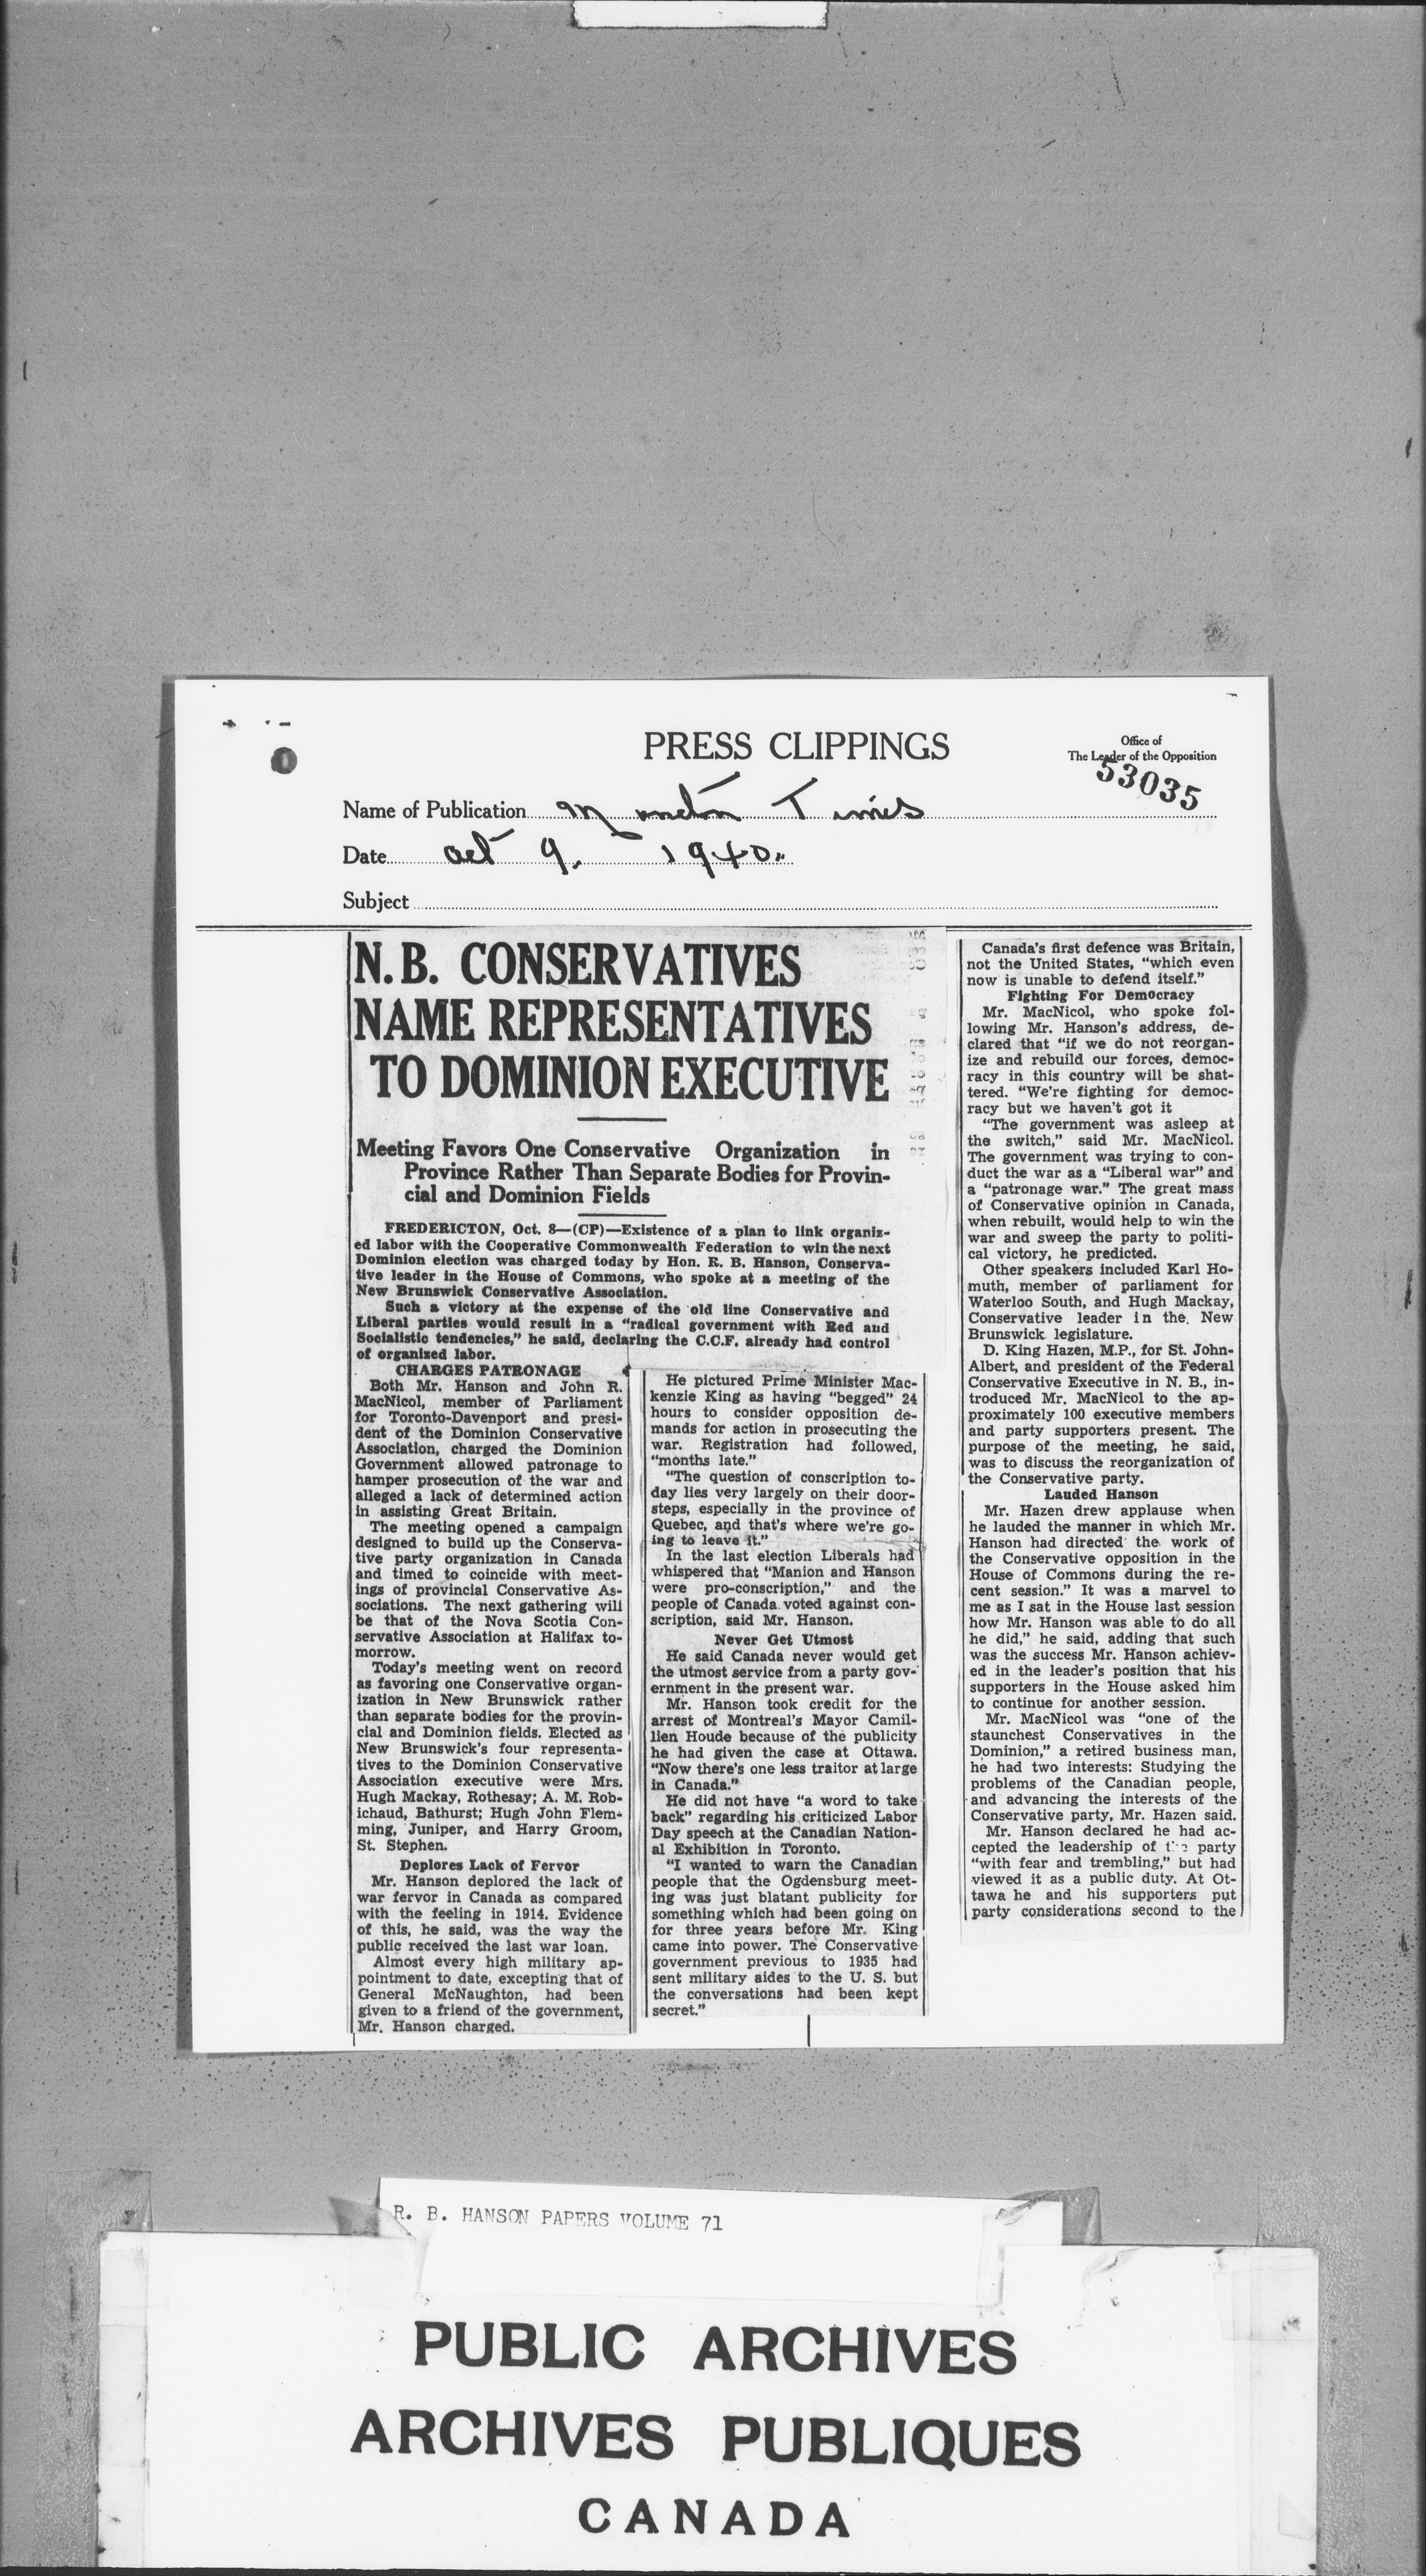 PRESS CLIPPINGS
Office of
The Leader of the Opposition
53035
Name of Publication Moncton Times
Date Oct 9. 1940.
Subject
N.B. CONSERVATIVES
NAME REPRESENTATIVES
TO DOMINION EXECUTIVE
Meeting Favors One Conservative Organization in
Province Rather Than Separate Bodies for Provin-
cial and Dominion Fields
FREDERICTON, Oct. 8—(CP)—Existence of a plan to link organiz-
ed labor with the Cooperative Commonwealth Federation to win the next
Dominion election was charged today by Hon. R. B. Hanson, Conserva-
tive leader in the House of Commons, who spoke at a meeting of the
New Brunswick Conservative Association.
Such a victory at the expense of the old line Conservative and
Liberal parties would result in a "radical government with Red and
Socialistic tendencies," he said, declaring the C.C.F. already had control
of organized labor.
CHARGES PATRONAGE
Both Mr. Hanson and John R.
MacNicol, member of Parliament
for Toronto-Davenport and presi-
dent of the Dominion Conservative
Association, charged the Dominion
Government allowed patronage to
hamper prosecution of the war and
alleged a lack of determined action
in assisting Great Britain.
The meeting opened a campaign
designed to build up the Conserva-
tive party organization in Canada
and timed to coincide with meet-
ings of provincial Conservative As-
sociations. The next gathering will
be that of the Nova Scotia Con-
servative Association at Halifax to-
morrow.
Today's meeting went on record
as favoring one Conservative organ-
ization in New Brunswick rather
than separate bodies for the provin-
cial and Dominion fields. Elected as
New Brunswick's four representa-
tives to the Dominion Conservative
Association executive were Mrs.
Hugh Mackay, Rothesay; A. M. Rob-
ichaud, Bathurst; Hugh John Flem-
ming, Juniper, and Harry Groom,
St. Stephen.
Deplores Lack of Fervor
Mr. Hanson deplored the lack of
war fervor in Canada as compared
with the feeling in 1914. Evidence
of this, he said, was the way the
public received the last war loan.
Almost every high military ap-
pointment to date, excepting that of
General McNaughton, had been
given to a friend of the government,
Mr. Hanson charged.
He pictured Prime Minister Mac-
kenzie King as having "begged" 24
hours to consider opposition de-
mands for action in prosecuting the
war. Registration had followed,
"months late."
"The question of conscription to-
day lies very largely on their door-
steps, especially in the province of
Quebec, and that's where we're go-
ing to leave it."
In the last election Liberals had
whispered that "Manion and Hanson
were pro-conscription," and the
people of Canada voted against con-
scription, said Mr. Hanson.
Never Get Utmost
He said Canada never would get
the utmost service from a party gov-
ernment in the present war.
Mr. Hanson took credit for the
arrest of Montreal's Mayor Camil-
lien Houde because of the publicity
he had given the case at Ottawa.
"Now there's one less traitor at large
in Canada."
He did not have "a word to take
back" regarding his criticized Labor
Day speech at the Canadian Nation-
al Exhibition in Toronto.
"I wanted to warn the Canadian
people that the Ogdensburg meet-
ing was just blatant publicity for
something which had been going on
for three years before Mr. King
came into power. The Conservative
government previous to 1935 had
sent military aides to the U. S. but
the conversations had been kept
secret."
Canada's first defence was Britain,
not the United States, "which even
now is unable to defend itself."
Fighting For Democracy
Mr. MacNicol, who spoke fol-
lowing Mr. Hanson's address, de-
clared that "if we do not reorgan-
ize and rebuild our forces, democ-
racy in this country will be shat-
tered. "We're fighting for democ-
racy but we haven't got it
"The government was asleep at
the switch," said Mr. MacNicol.
The government was trying to con-
duct the war as a "Liberal war" and
a "patronage war." The great mass
of Conservative opinion in Canada,
when rebuilt, would help to win the
war and sweep the party to politi-
cal victory, he predicted.
Other speakers included Karl Ho-
muth, member of parliament for
Waterloo South, and Hugh Mackay,
Conservative leader in the New
Brunswick legislature.
D. King Hazen, M.P., for St. John-
Albert, and president of the Federal
Conservative Executive in N. B., in-
troduced Mr. MacNicol to the ap-
proximately 100 executive members
and party supporters present. The
purpose of the meeting, he said,
was to discuss the reorganization of
the Conservative party.
Lauded Hanson
Mr. Hazen drew applause when
he lauded the manner in which Mr.
Hanson had directed the work of
the Conservative opposition in the
House of Commons during the re-
cent session." It was a marvel to
me as I sat in the House last session
how Mr. Hanson was able to do all
he did," he said, adding that such
was the success Mr. Hanson achiev-
ed in the leader's position that his
supporters in the House asked him
to continue for another session.
Mr. MacNicol was "one of the
staunchest Conservatives in the
Dominion," a retired business man,
he had two interests: Studying the
problems of the Canadian people,
and advancing the interests of the
Conservative party, Mr. Hazen said.
Mr. Hanson declared he had ac-
cepted the leadership of the party
"with fear and trembling," but had
viewed it as a public duty. At Ot-
tawa he and his supporters put
party considerations second to the
R. B. HANSON PAPERS VOLUME 71
PUBLIC ARCHIVES
ARCHIVES PUBLIQUES
CANADA